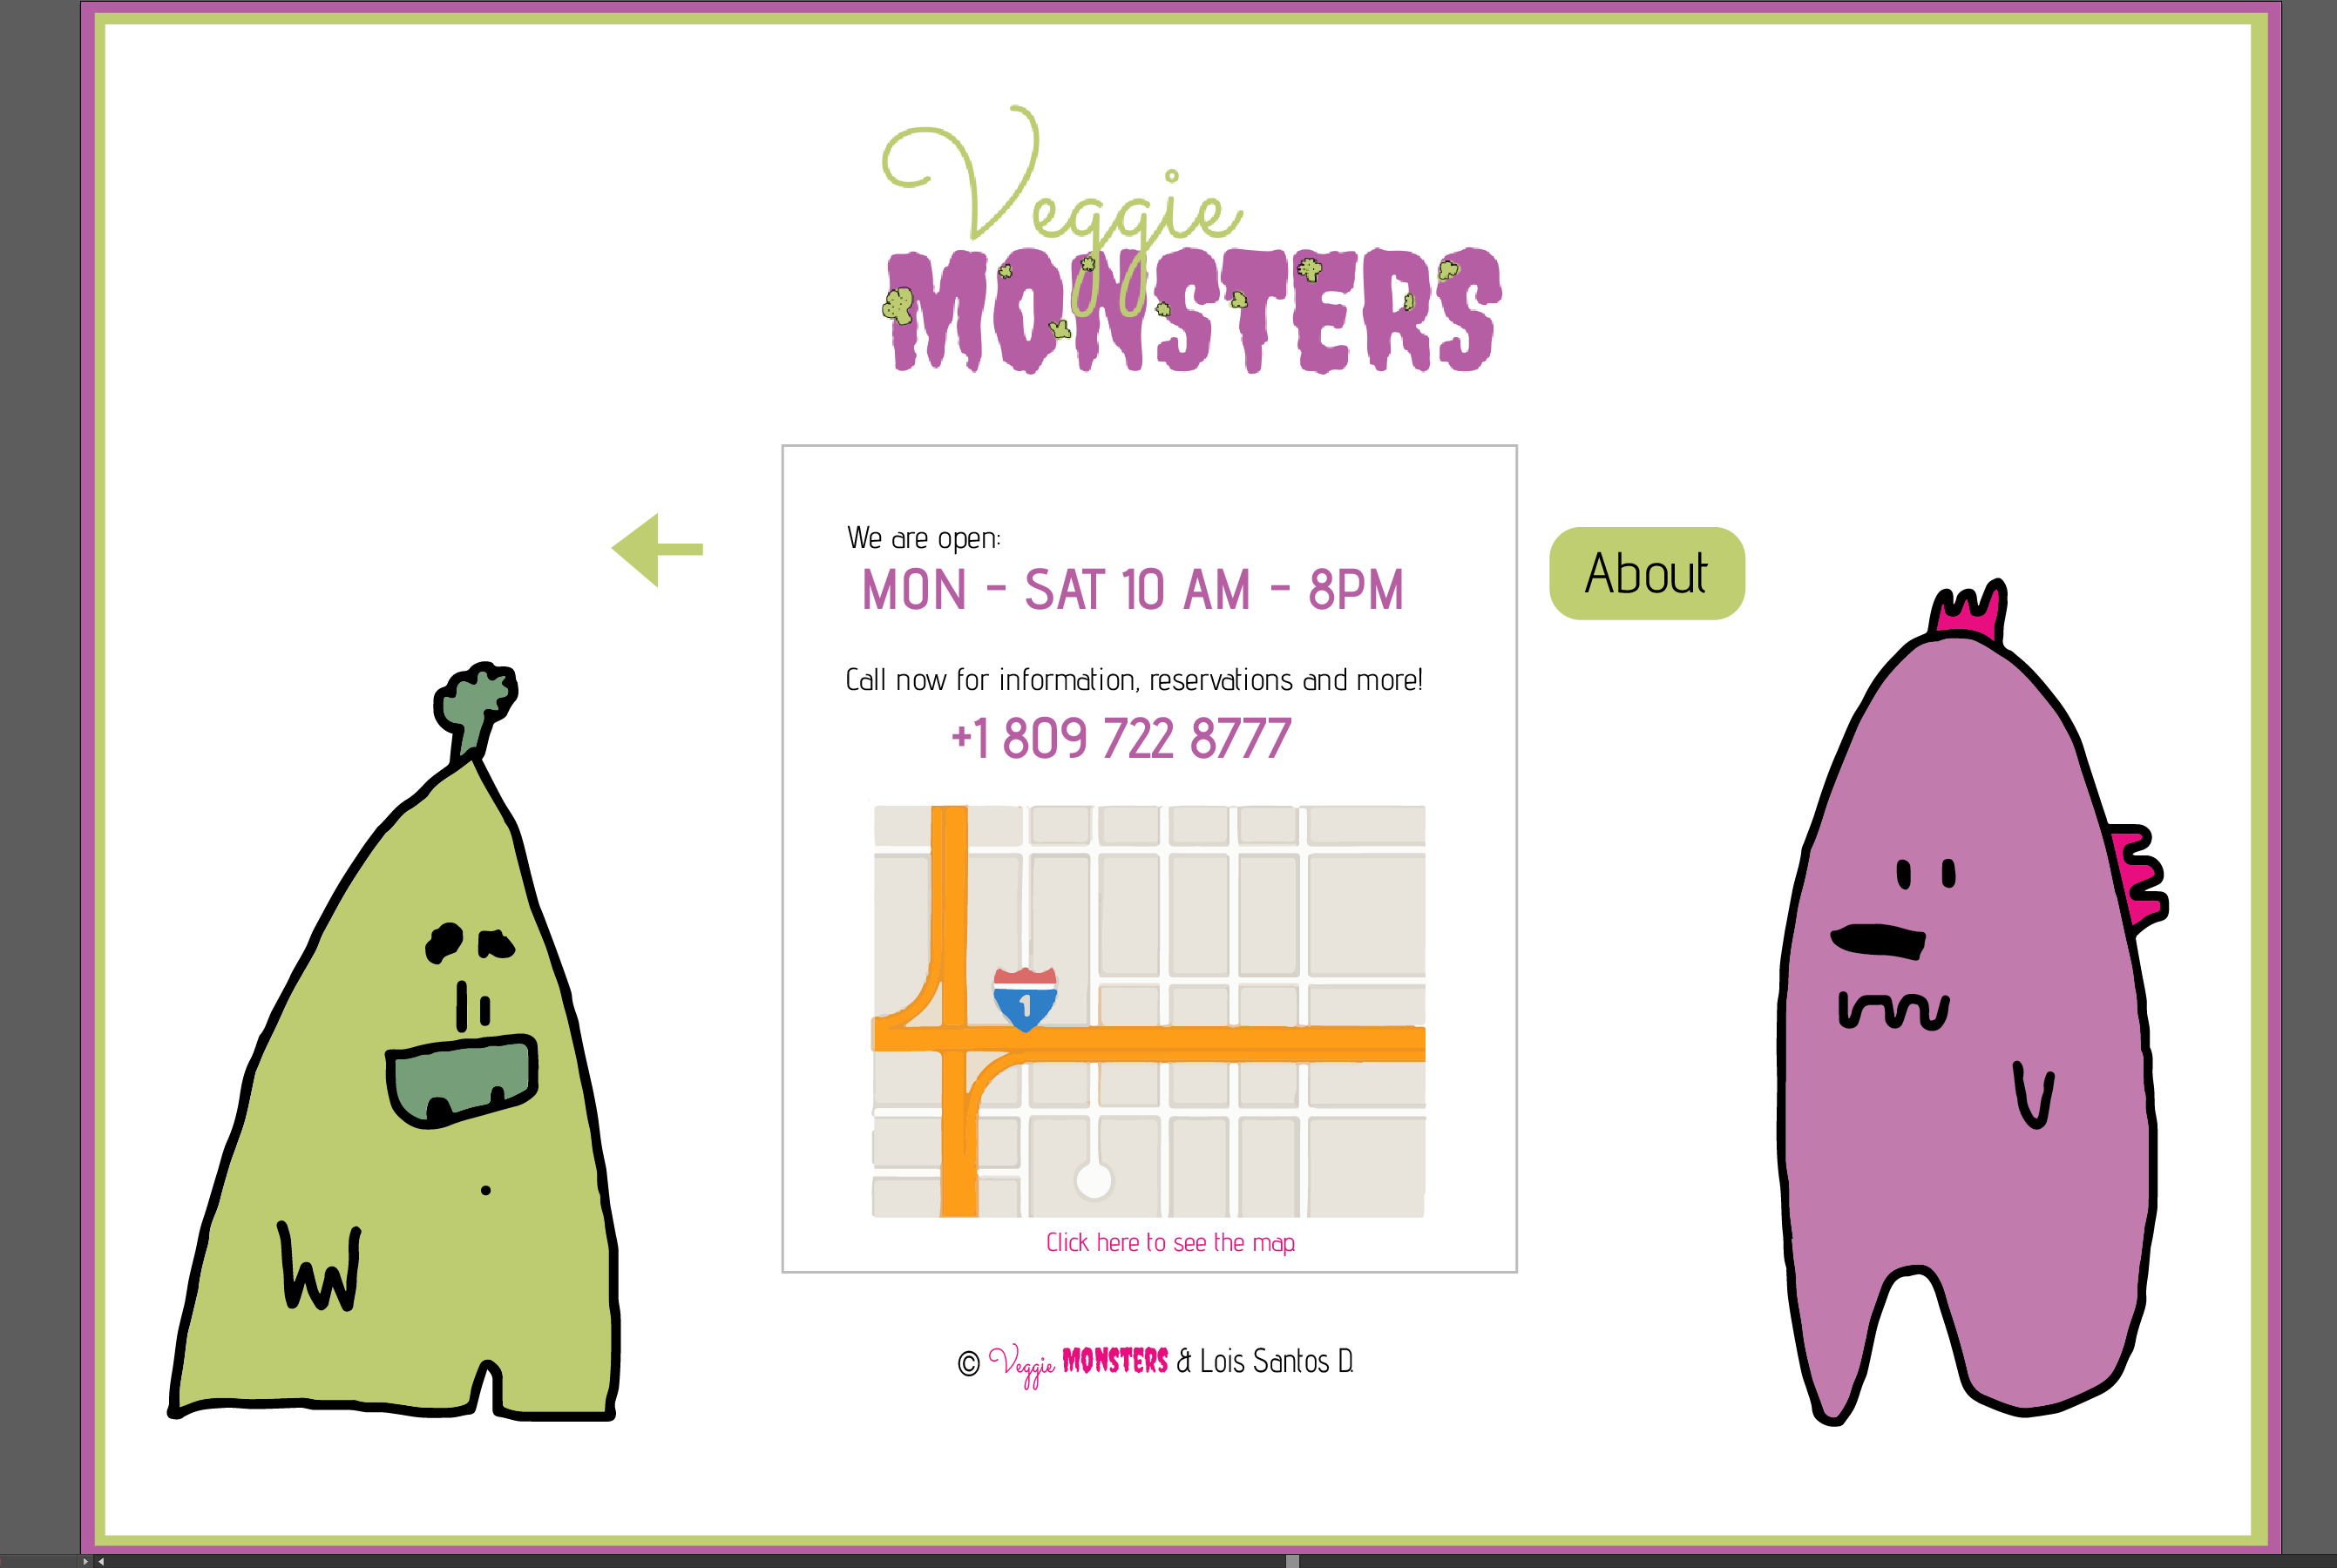 Veggie
MONSTERS
We are open:
MON - SAT 10 AM - 8PM
About
Call now for information, reservations and more!
+1 809 722 8777
1
Click here to see the map
© Veggie MONSTERS & Lois Santos D.